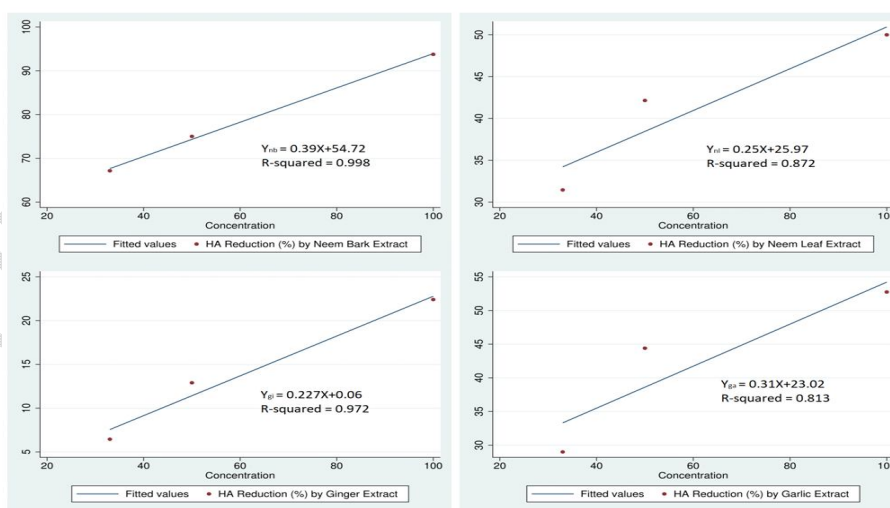 100
90
80
70
60
Yₙb = 0.39X+54.72
R-squared = 0.998
20 40 60 80 100
Concentration
Fitted values HA Reduction (%) by Neem Bark Extract
50
45
40
35
30
Yₙₗ = 0.25X+25.97
R-squared = 0.872
20 40 60 80 10
Concentration
Fitted values HA Reduction (%) by Neem Leaf Extract
25
20
15
10
5
Ygᵢ = 0.227X+0.06
R-squared = 0.972
20 40 60 80 100
Concentration
Fitted values HA Reduction (%) by Ginger Extract
55
50
45
40
35
30
Ygₐ = 0.31X+23.02
R-squared = 0.813
20 40 60 80 10
Concentration
Fitted values HA Reduction (%) by Garlic Extract